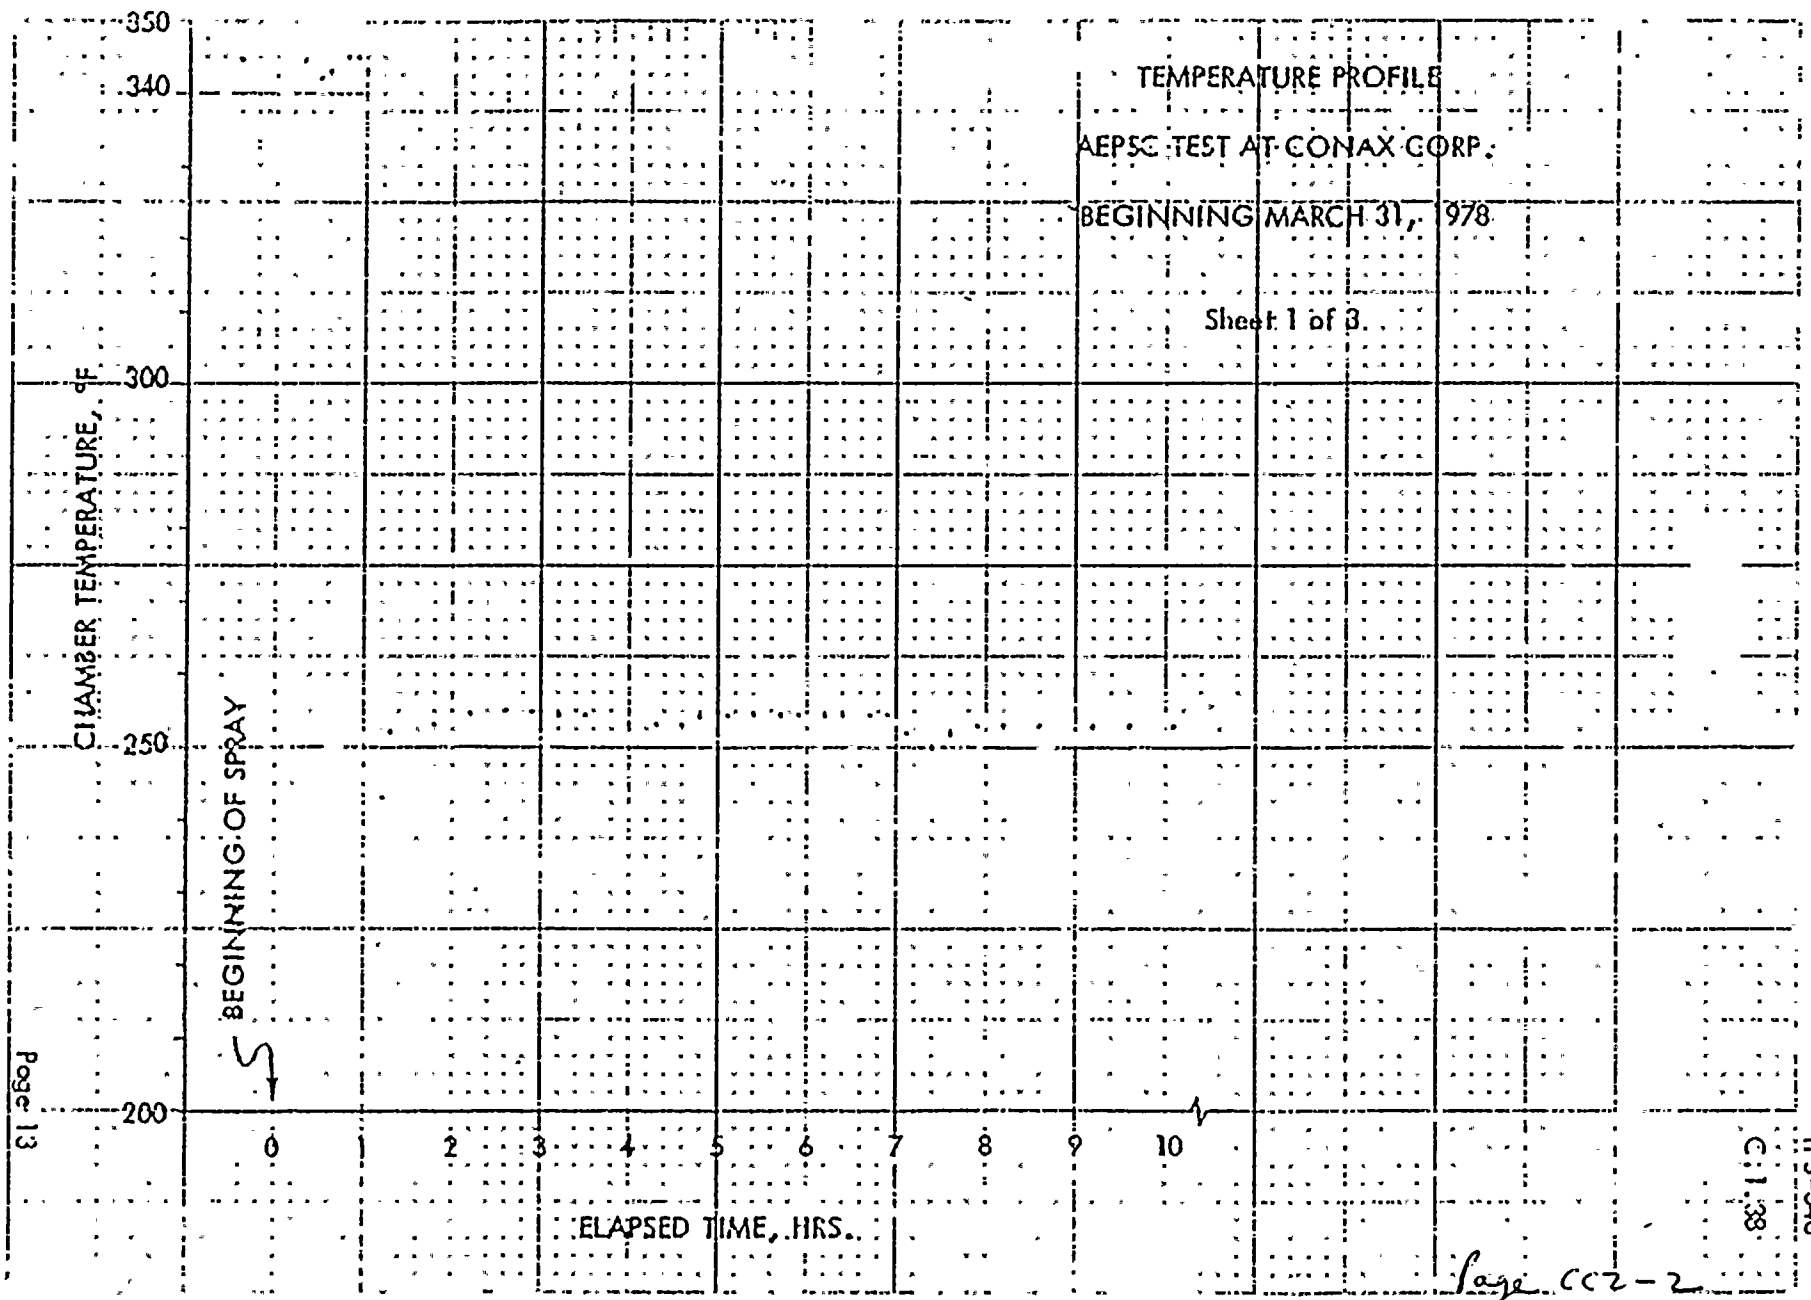 TEMPERATURE PROFILE
AEPSC TEST AT CONAX CORP.
BEGINNING MARCH 31, 1978
Sheet 1 of 3.
CHAMBER TEMPERATURE, °F
350
340
300
250
200
BEGINNING OF SPRAY
0 1 2 3 4 5 6 7 8 9 10
ELAPSED TIME, HRS.
Page 13
C 1.38
Page CC2-2